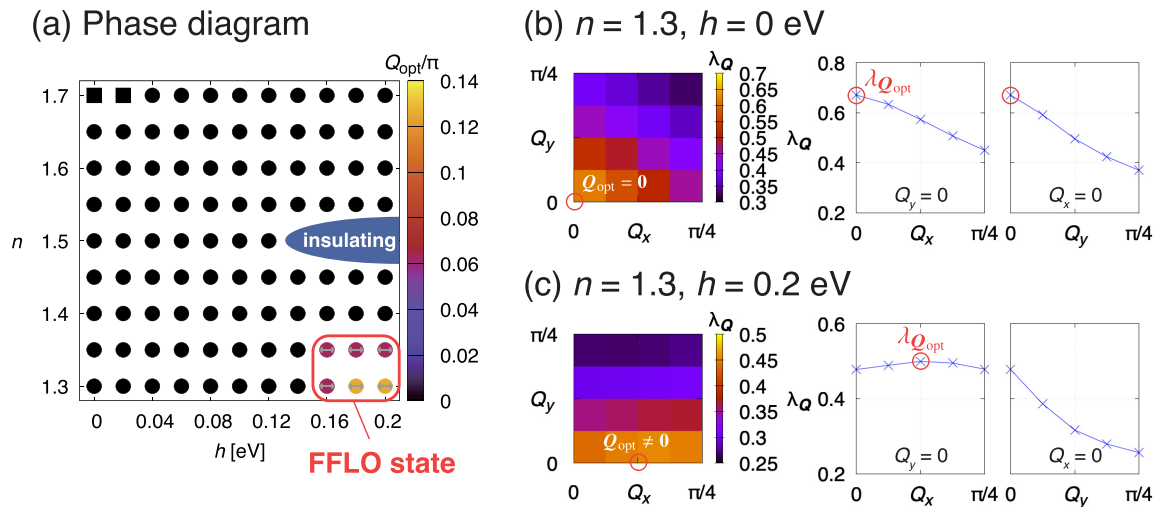 (a) Phase diagram
Q_opt/π
0.14
0.12
0.1
0.08
0.06
0.04
0.02
0
1.7
1.6
n 1.5
1.4
1.3
insulating
0 0.04 0.08 0.12 0.16 0.2
h [eV]
FFLO state
(b) n = 1.3, h = 0 eV
λ_Q
π/4
Q_y
0
Q_opt = 0
0 Q_x π/4
0.7
0.65
0.6
0.55
0.5
0.45
0.4
0.35
0.3
λ_Q
0.8
0.6
0.4
0.2
λ_Q_opt
Q_y = 0
0 Q_x π/4
Q_x = 0
0 Q_y π/4
(c) n = 1.3, h = 0.2 eV
λ_Q
π/4
Q_y
0
Q_opt ≠ 0
0 Q_x π/4
0.5
0.45
0.4
0.35
0.3
0.25
λ_Q
0.6
0.4
0.2
λ_Q_opt
Q_y = 0
0 Q_x π/4
Q_x = 0
0 Q_y π/4